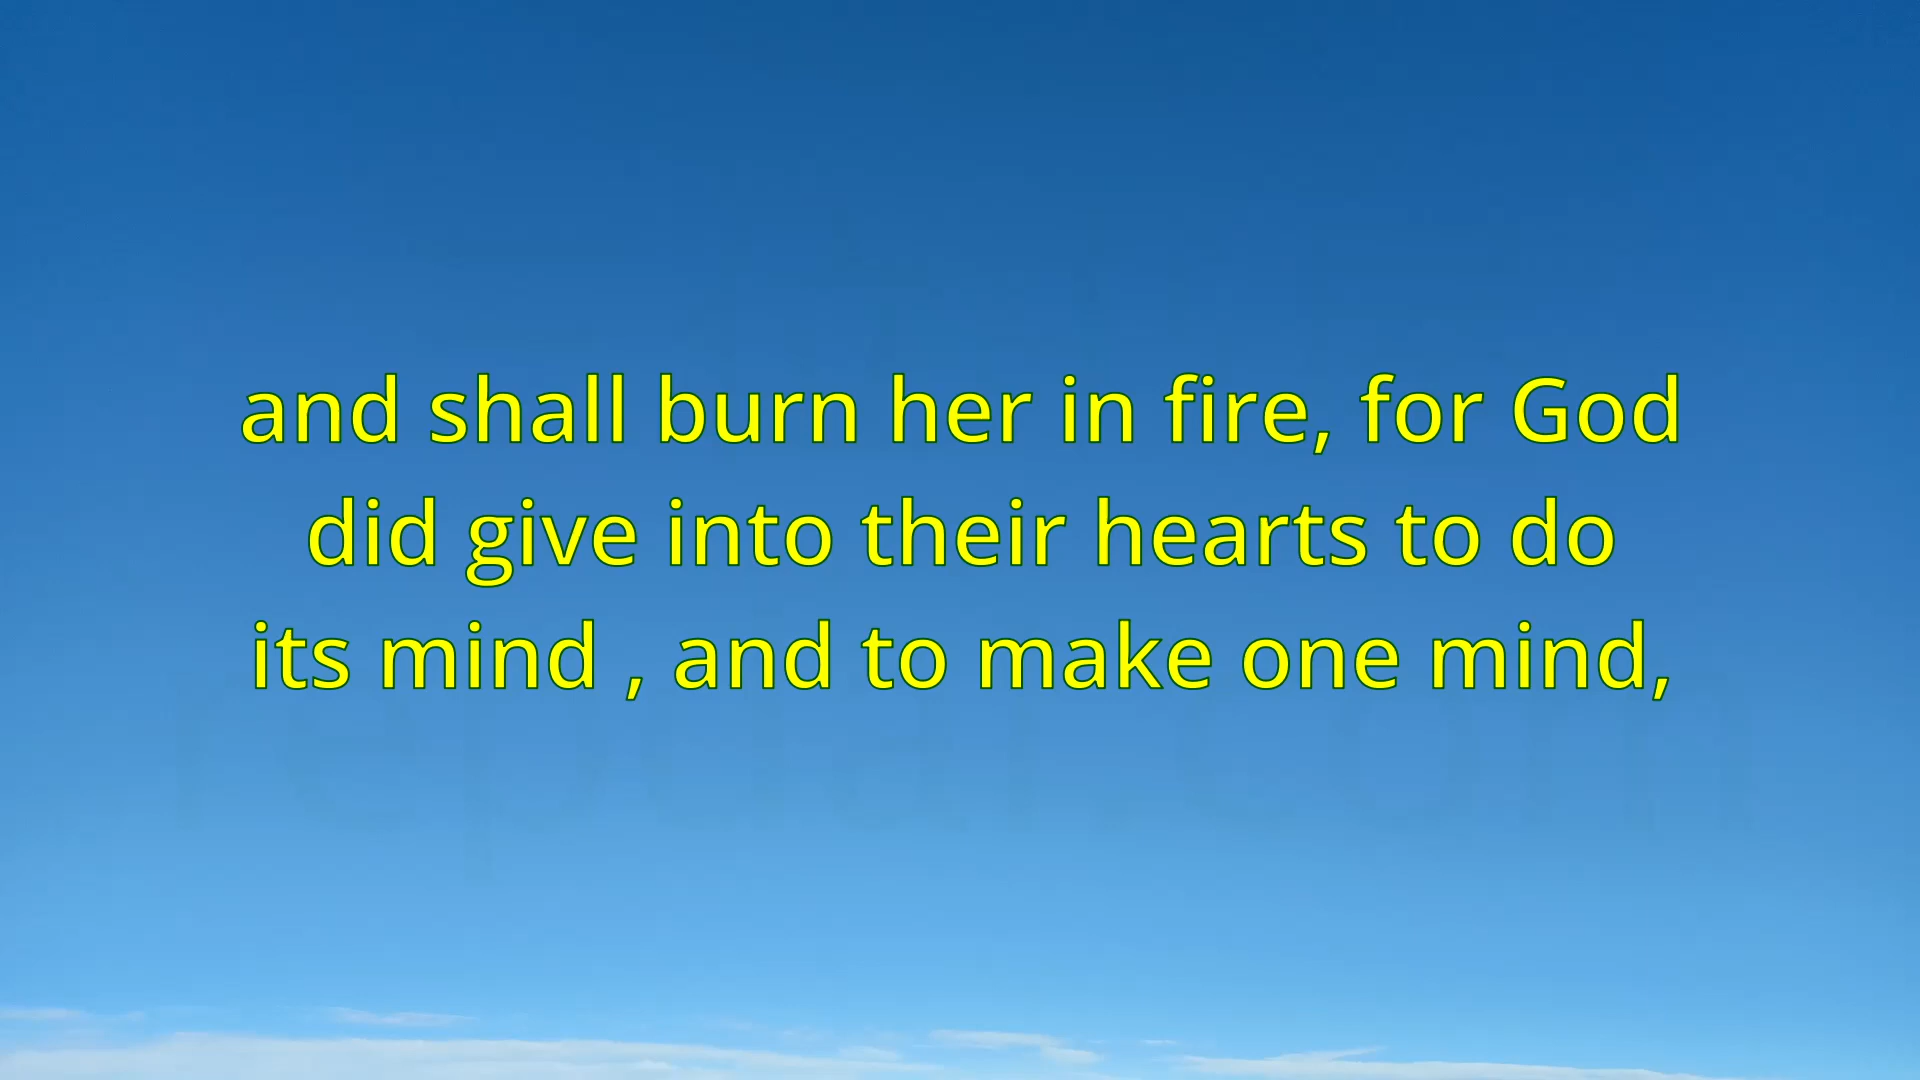 and shall burn her in fire, for God
did give into their hearts to do
its mind , and to make one mind,